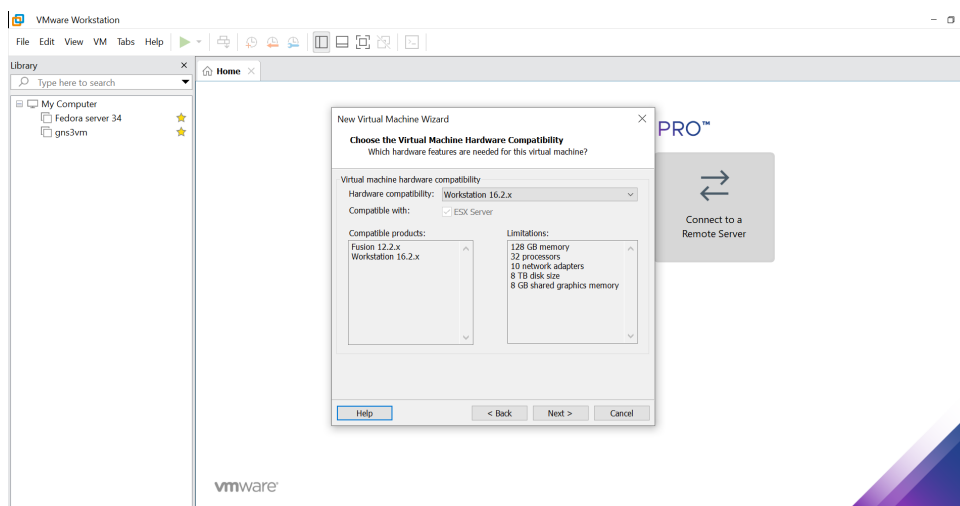 VMware Workstation
File Edit View VM Tabs Help
Library
Home
Type here to search
My Computer
Fedora server 34
gns3vm
PRO™
Connect to a
Remote Server
New Virtual Machine Wizard
Choose the Virtual Machine Hardware Compatibility
Which hardware features are needed for this virtual machine?
Virtual machine hardware compatibility
Hardware compatibility: Workstation 16.2.x
Compatible with: ESX Server
Compatible products: Limitations:
Fusion 12.2.x
Workstation 16.2.x
128 GB memory
32 processors
10 network adapters
8 TB disk size
8 GB shared graphics memory
Help < Back Next > Cancel
vmware®